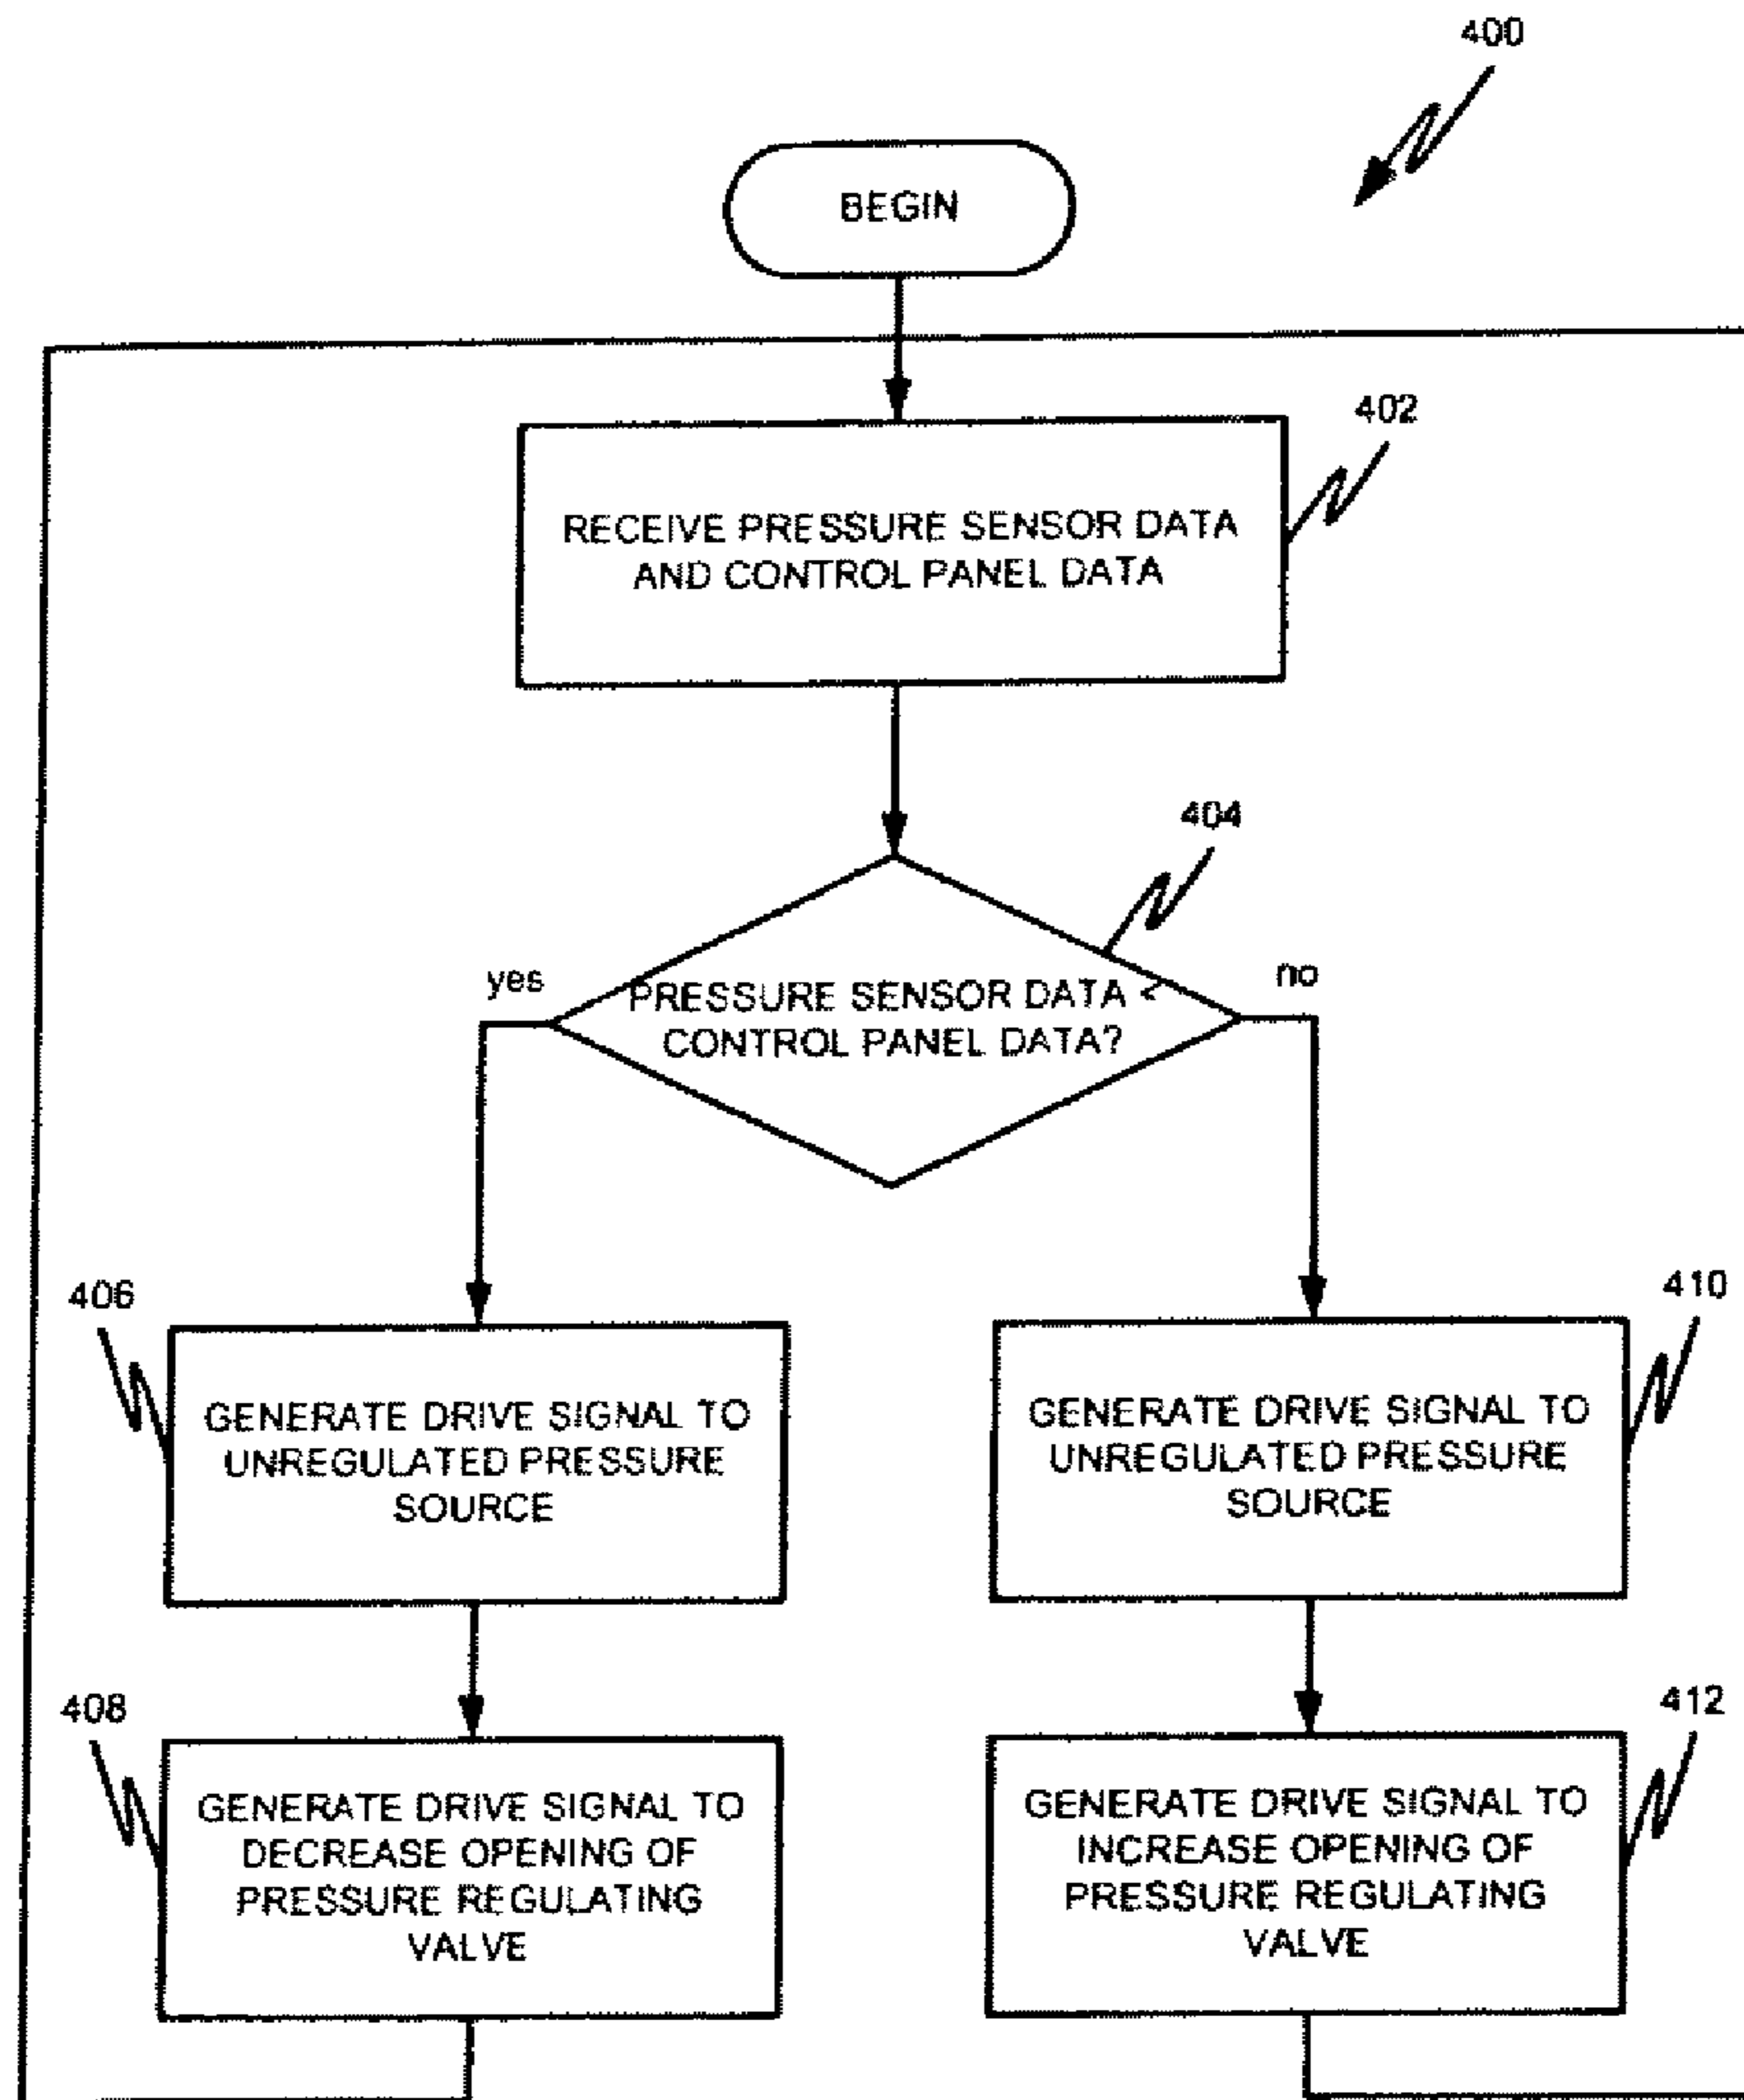 400
BEGIN
402
RECEIVE PRESSURE SENSOR DATA
AND CONTROL PANEL DATA
404
yes
no
PRESSURE SENSOR DATA <
CONTROL PANEL DATA?
406
410
GENERATE DRIVE SIGNAL TO
UNREGULATED PRESSURE
SOURCE
GENERATE DRIVE SIGNAL TO
UNREGULATED PRESSURE
SOURCE
408
412
GENERATE DRIVE SIGNAL TO
DECREASE OPENING OF
PRESSURE REGULATING
VALVE
GENERATE DRIVE SIGNAL TO
INCREASE OPENING OF
PRESSURE REGULATING
VALVE